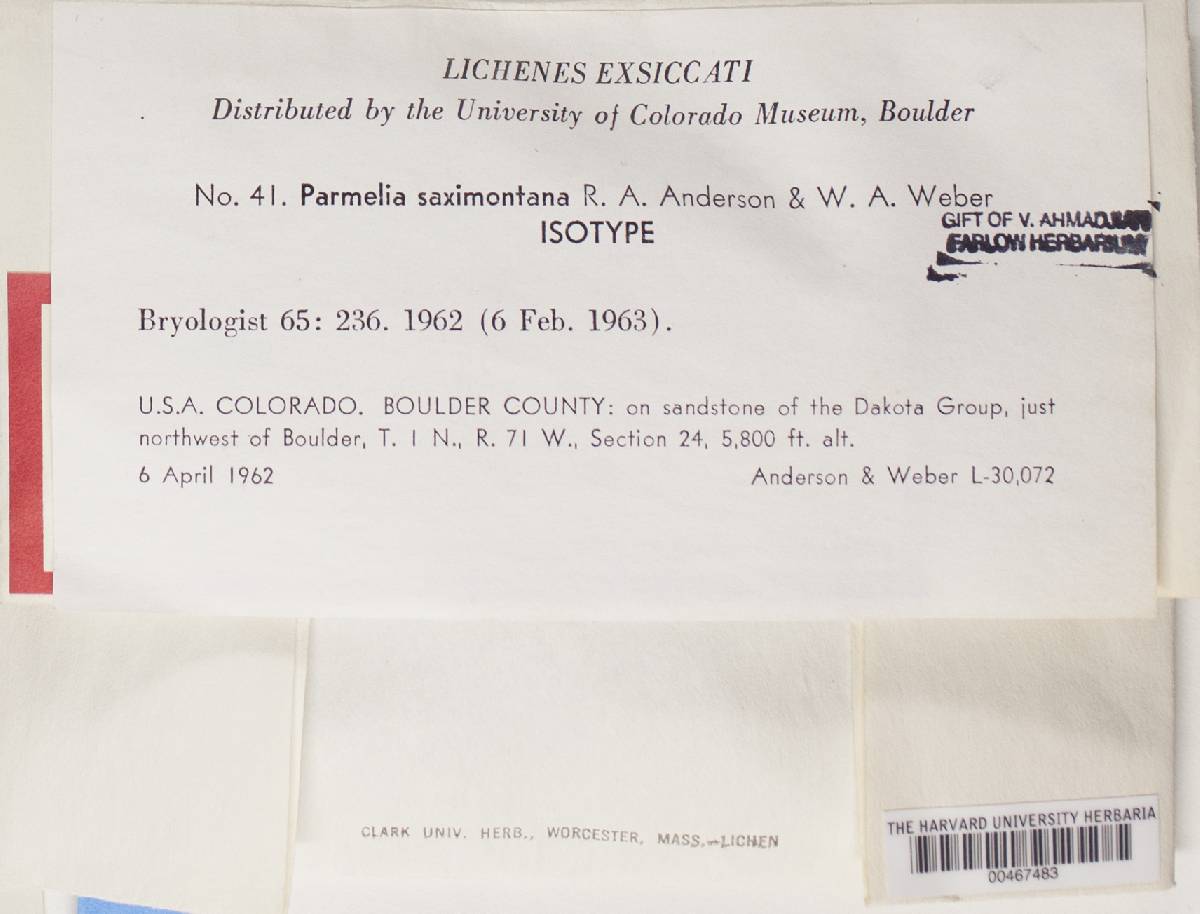 LICHENES EXSICCATI
Distributed by the University of Colorado Museum, Boulder
No. 41. Parmelia saximontana R. A. Anderson & W. A. Weber
ISOTYPE
GIFT OF V. AHMADJIAN
FARLOW HERBARIUM
Bryologist 65: 236. 1962 (6 Feb. 1963).
U.S.A. COLORADO. BOULDER COUNTY: on sandstone of the Dakota Group, just
northwest of Boulder, T. 1 N., R. 71 W., Section 24, 5,800 ft. alt.
6 April 1962 Anderson & Weber L-30,072
CLARK UNIV. HERB., WORCESTER, MASS.—LICHEN
THE HARVARD UNIVERSITY HERBARIA
00467483